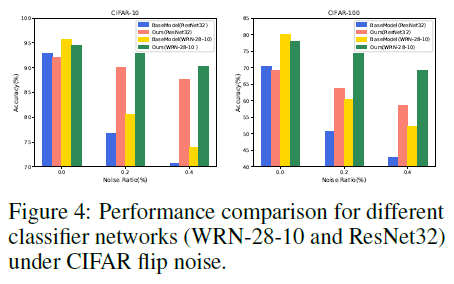 CIFAR-10
CIFAR-100
BaseModel(ResNet32)
Ours(ResNet32)
BaseModel(WRN-28-10)
Ours(WRN-28-10 )
BaseModel(ResNet32)
Ours(ResNet32)
BaseModel(WRN-28-10)
Ours(WRN-28-10)
Accuracy(%)
100
95
90
85
80
75
70
0.0 0.2 0.4
Noise Ratio(%)
Accuracy(%)
85
80
75
70
65
60
55
50
45
40
0.0 0.2 0.4
Noise Ratio(%)
Figure 4: Performance comparison for different
classifier networks (WRN-28-10 and ResNet32)
under CIFAR flip noise.